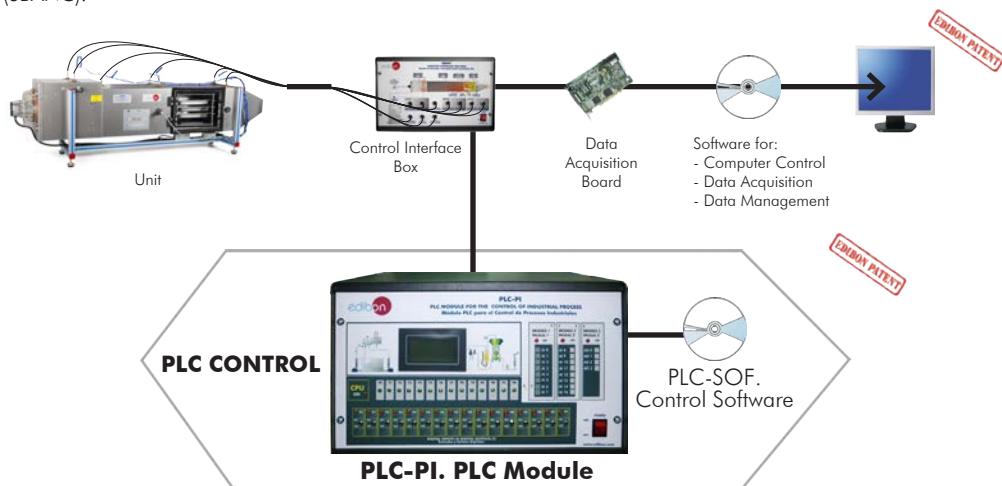 EDIBON PATENT
Unit
Control Interface
Box
Data
Acquisition
Board
Software for:
- Computer Control
- Data Acquisition
- Data Management
EDIBON PATENT
PLC CONTROL
edibon
PLC-PI
PLC MODULE FOR THE CONTROL OF INDUSTRIAL PROCESS
Módulo PLC para el Control de Procesos Industriales
CPU
POWER
PLC-SOF.
Control Software
PLC-PI. PLC Module